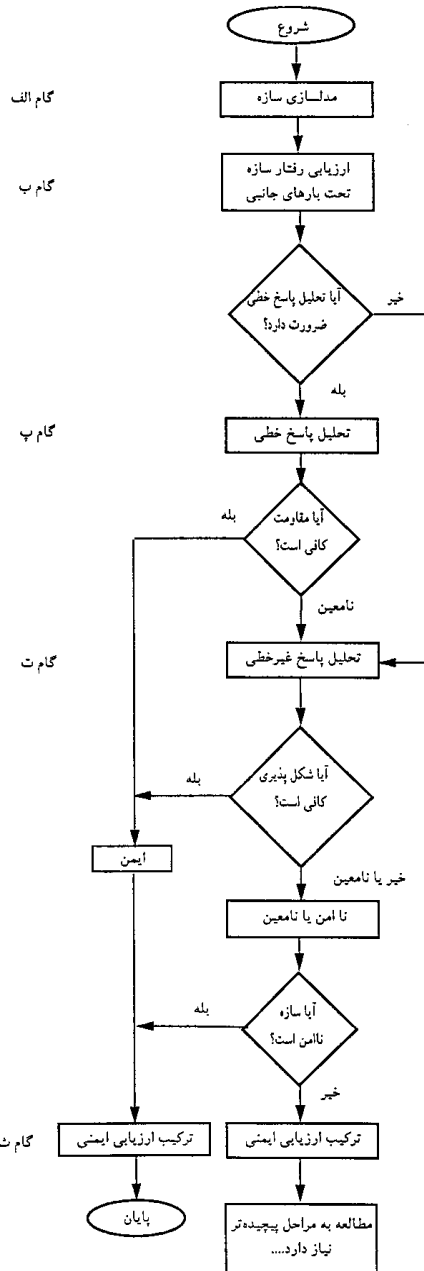 شروع
گام الف
مدلسازی سازه
گام ب
ارزیابی رفتار سازه
تحت بارهای جانبی
آیا تحلیل پاسخ خطی
ضرورت دارد؟
خیر
بله
گام پ
تحلیل پاسخ خطی
آیا مقاومت
کافی است؟
بله
نامعین
گام ت
تحلیل پاسخ غیرخطی
آیا شکل پذیری
کافی است؟
بله
ایمن
خیر یا نامعین
نا امن یا نامعین
آیا سازه
ناامن است؟
بله
خیر
گام ث
ترکیب ارزیابی ایمنی
ترکیب ارزیابی ایمنی
پایان
مطالعه به مراحل پیچیده‌تر
نیاز دارد....